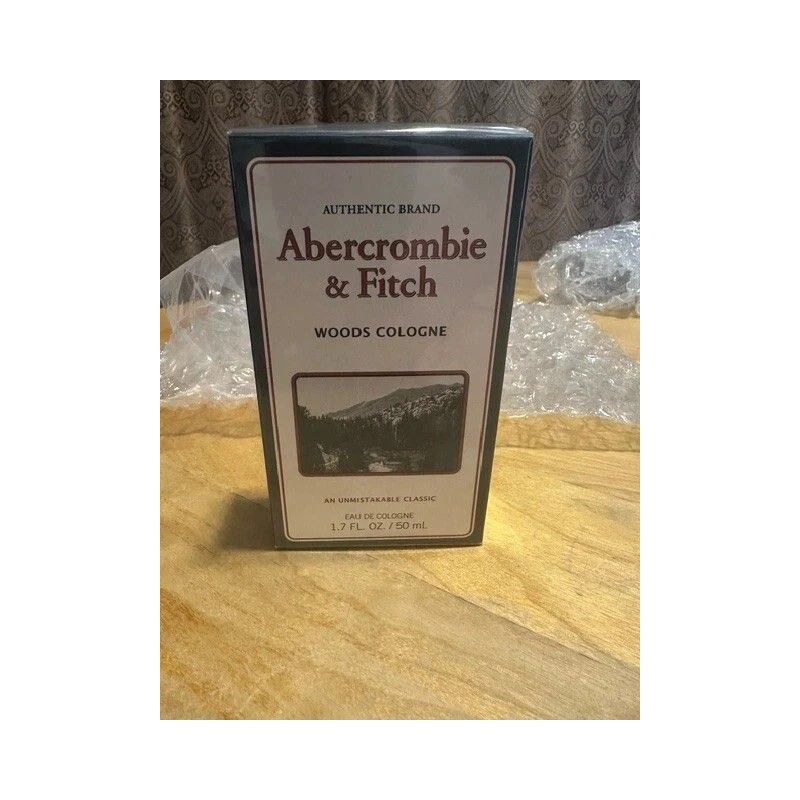 AUTHENTIC BRAND
Abercrombie
& Fitch
WOODS COLOGNE
AN UNMISTAKABLE CLASSIC
EAU DE COLOGNE
1.7 FL. OZ. / 50 mL